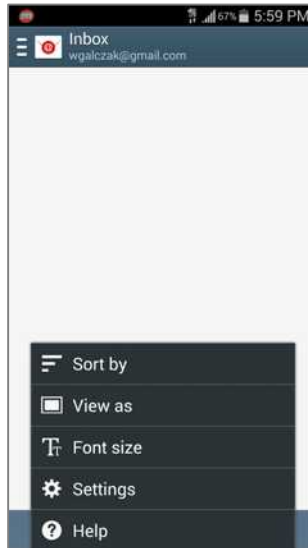 67% 5:59 PM
Inbox
wgalczak@gmail.com
Sort by
View as
Font size
Settings
Help